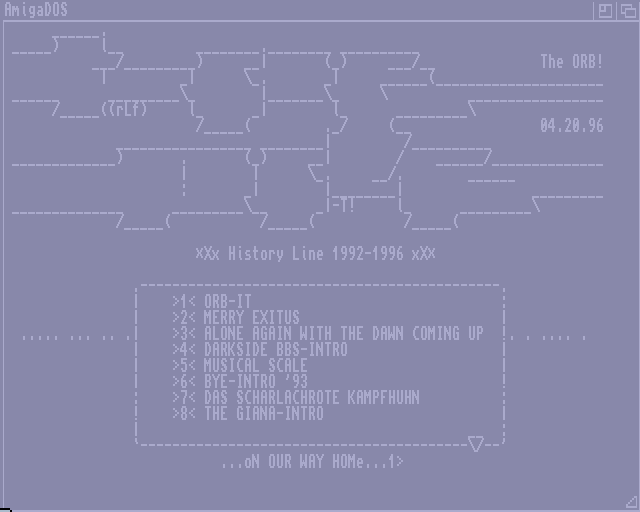 AmigaDOS
The ORB!
((rLf)
04.20.96
-T!
xXx History Line 1992-1996 xXx
>1< ORB-IT
>2< MERRY EXITUS
>3< ALONE AGAIN WITH THE DAWN COMING UP
>4< DARKSIDE BBS-INTRO
>5< MUSICAL SCALE
>6< BYE-INTRO '93
>7< DAS SCHARLACHROTE KAMPFHUHN
>8< THE GIANA-INTRO
...oN OUR WAY HOMe...1>